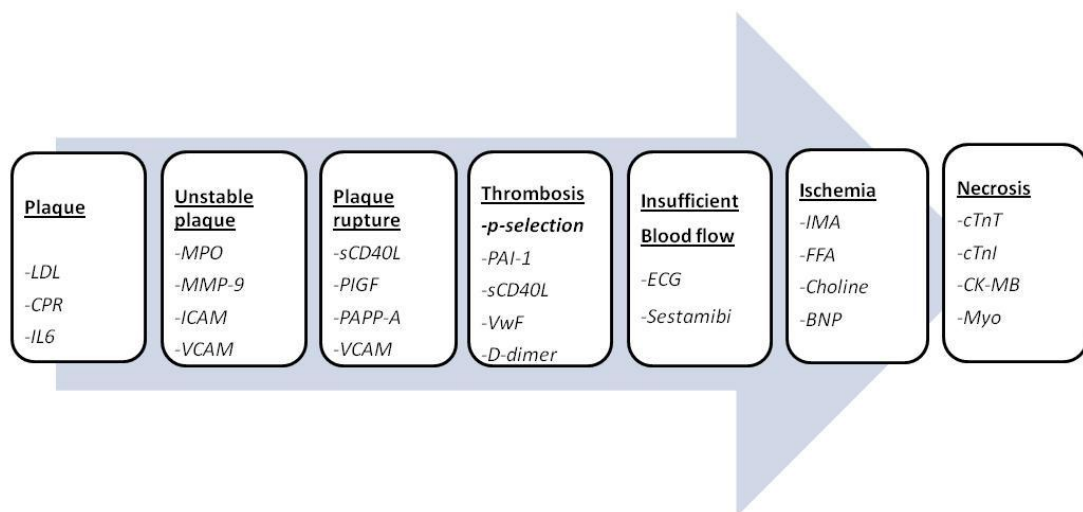 Plaque
-LDL
-CPR
-IL6
Unstable
plaque
-MPO
-MMP-9
-ICAM
-VCAM
Plaque
rupture
-sCD40L
-PIGF
-PAPP-A
-VCAM
Thrombosis
-p-selection
-PAI-1
-sCD40L
-VwF
-D-dimer
Insufficient
Blood flow
-ECG
-Sestamibi
Ischemia
-IMA
-FFA
-Choline
-BNP
Necrosis
-cTnT
-cTnI
-CK-MB
-Myo